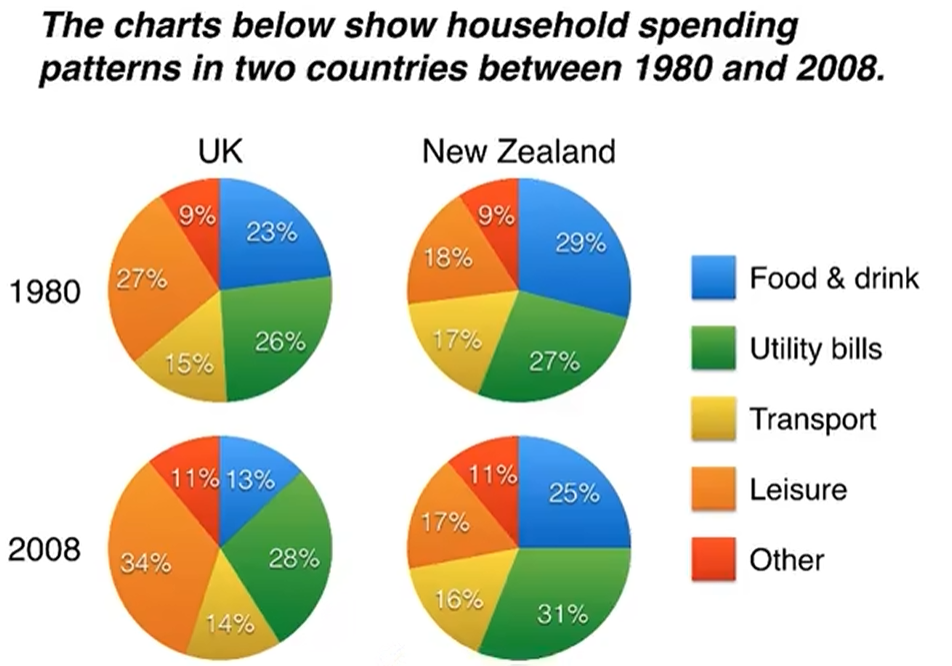 The charts below show household spending
patterns in two countries between 1980 and 2008.
UK
New Zealand
1980
9%
23%
27%
26%
15%
9%
29%
18%
17%
27%
2008
11%
13%
34%
28%
14%
11%
25%
17%
16%
31%
Food & drink
Utility bills
Transport
Leisure
Other